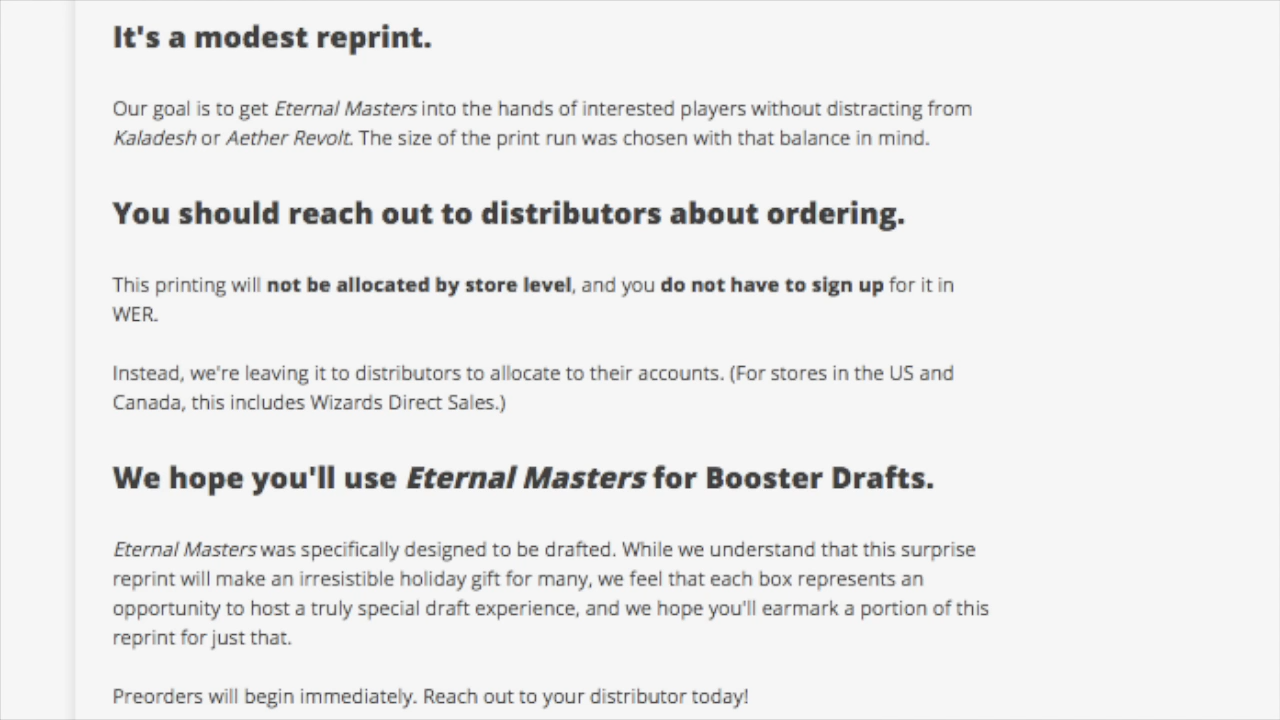 It's a modest reprint.
Our goal is to get Eternal Masters into the hands of interested players without distracting from
Kaladesh or Aether Revolt. The size of the print run was chosen with that balance in mind.
You should reach out to distributors about ordering.
This printing will not be allocated by store level, and you do not have to sign up for it in
WER.
Instead, we're leaving it to distributors to allocate to their accounts. (For stores in the US and
Canada, this includes Wizards Direct Sales.)
We hope you'll use Eternal Masters for Booster Drafts.
Eternal Masters was specifically designed to be drafted. While we understand that this surprise
reprint will make an irresistible holiday gift for many, we feel that each box represents an
opportunity to host a truly special draft experience, and we hope you'll earmark a portion of this
reprint for just that.
Preorders will begin immediately. Reach out to your distributor today!